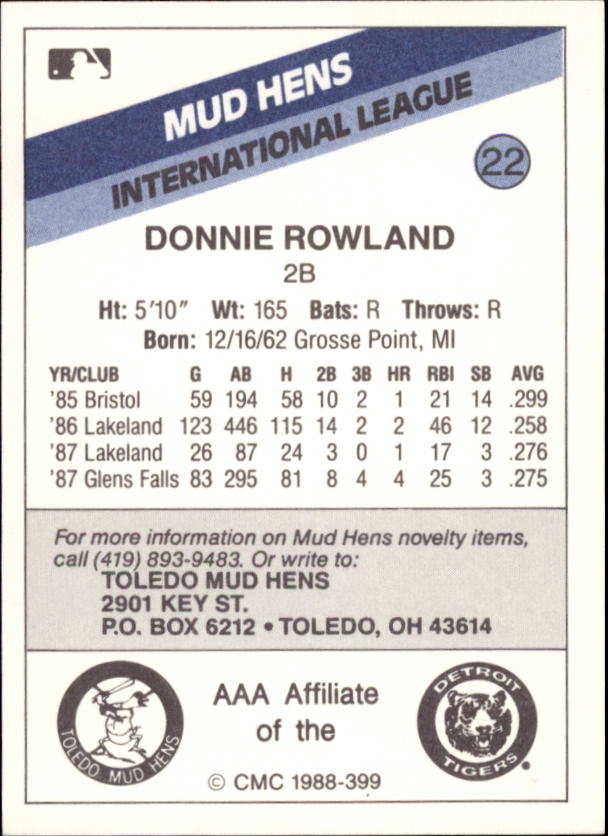 MUD HENS
INTERNATIONAL LEAGUE
22
DONNIE ROWLAND
2B
Ht: 5'10" Wt: 165 Bats: R Throws: R
Born: 12/16/62 Grosse Point, MI
YR/CLUB G AB H 2B 3B HR RBI SB AVG
'85 Bristol 59 194 58 10 2 1 21 14 .299
'86 Lakeland 123 446 115 14 2 2 46 12 .258
'87 Lakeland 26 87 24 3 0 1 17 3 .276
'87 Glens Falls 83 295 81 8 4 4 25 3 .275
For more information on Mud Hens novelty items,
call (419) 893-9483. Or write to:
TOLEDO MUD HENS
2901 KEY ST.
P.O. BOX 6212 • TOLEDO, OH 43614
TOLEDO MUD HENS
AAA Affiliate
of the
DETROIT
TIGERS®
© CMC 1988-399